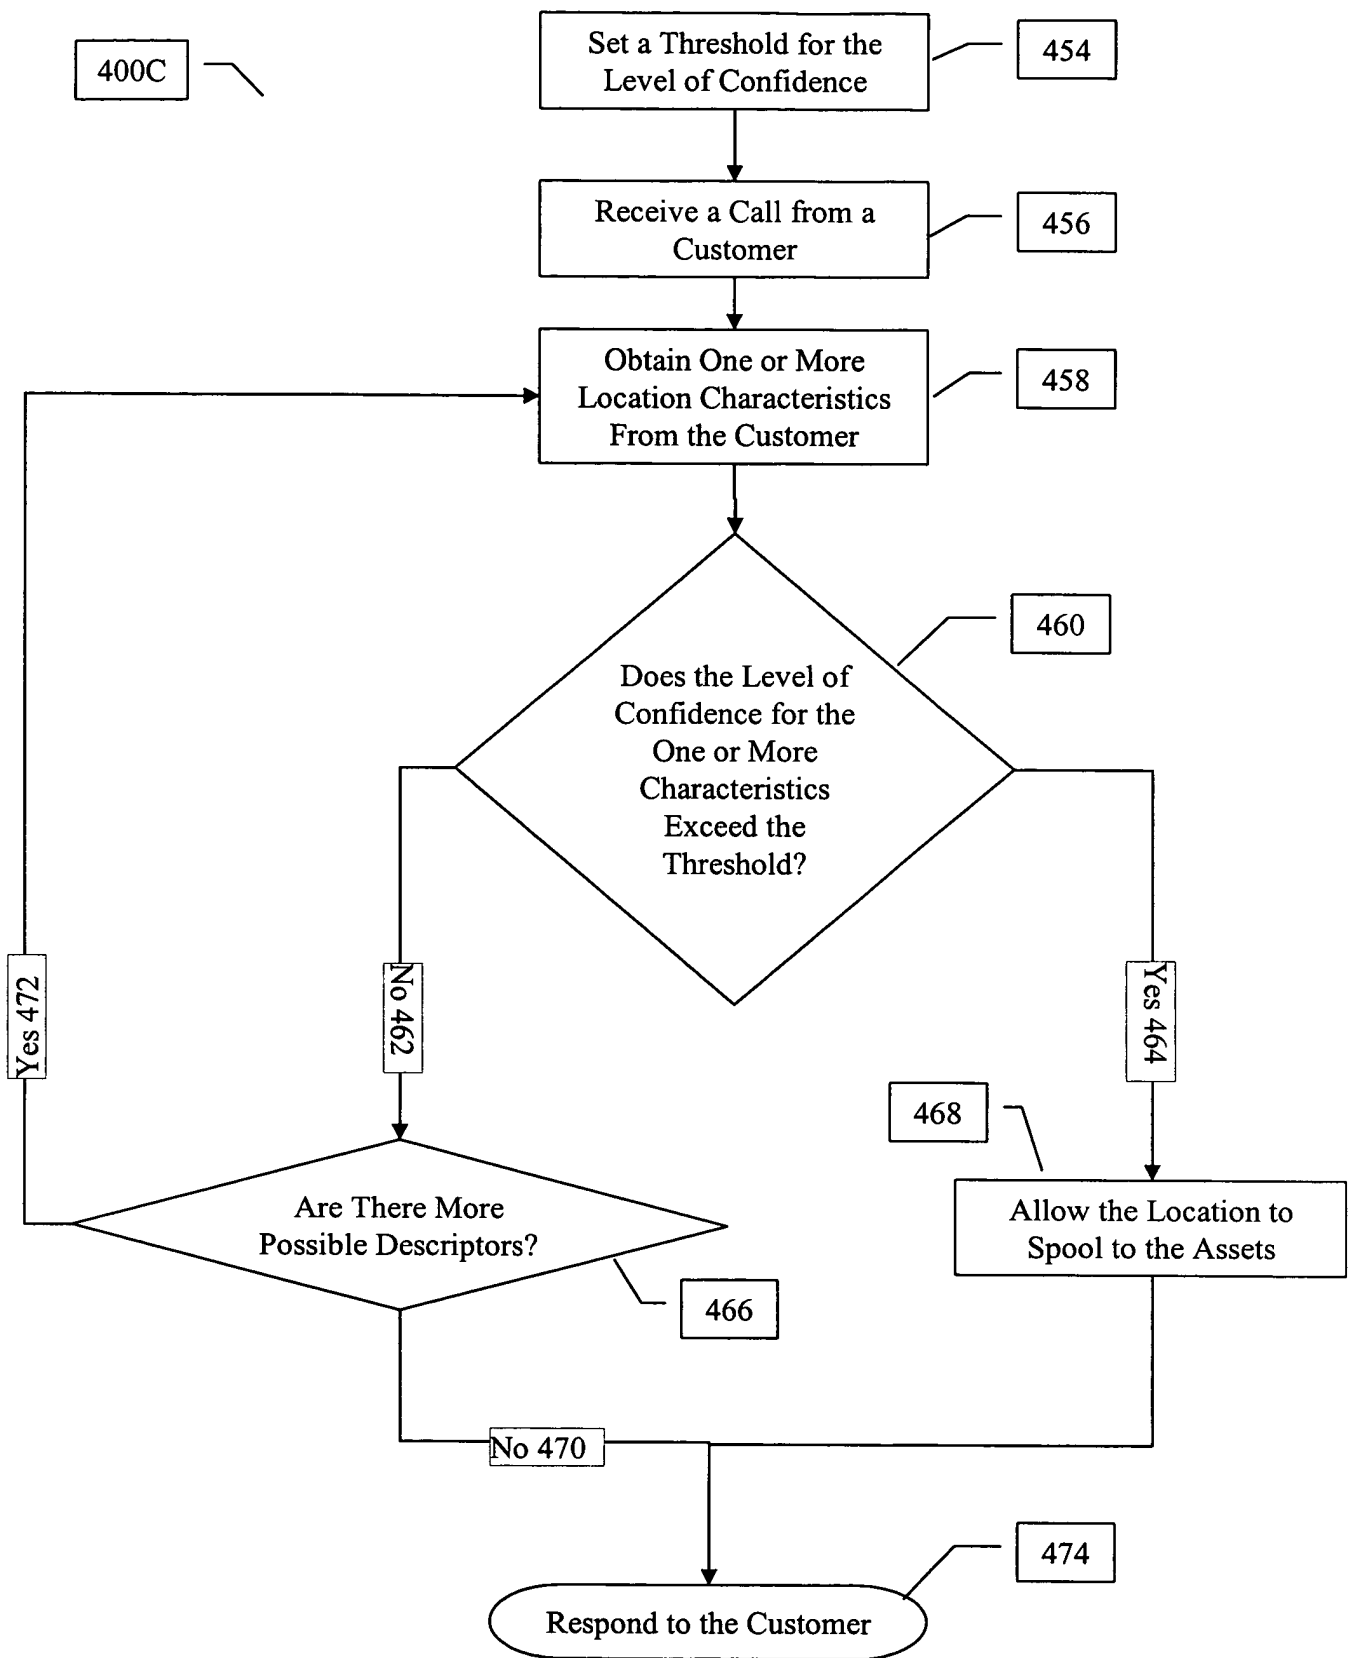 400C
Set a Threshold for the
Level of Confidence
454
Receive a Call from a
Customer
456
Obtain One or More
Location Characteristics
From the Customer
458
460
Does the Level of
Confidence for the
One or More
Characteristics
Exceed the
Threshold?
Yes 472
No 462
Yes 464
468
Are There More
Possible Descriptors?
Allow the Location to
Spool to the Assets
466
No 470
474
Respond to the Customer